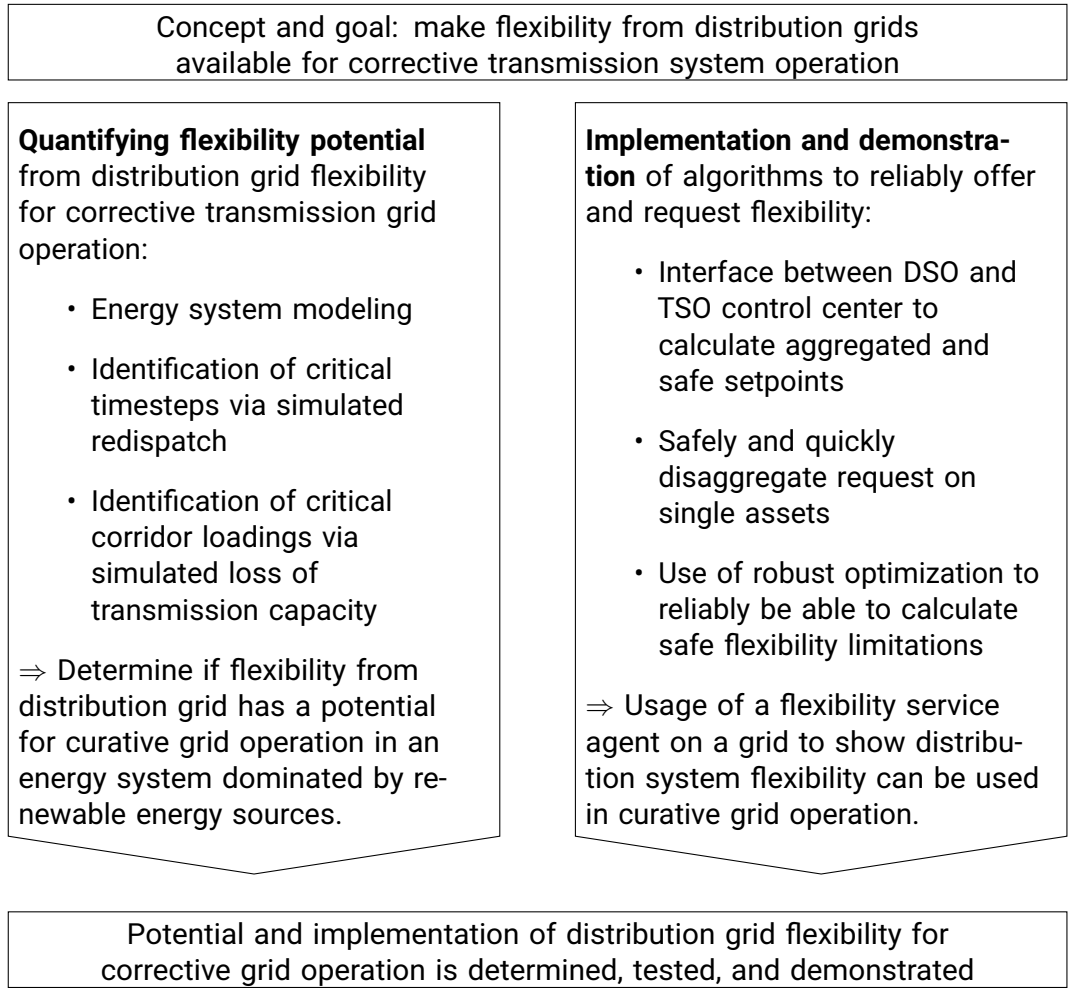 Concept and goal: make flexibility from distribution grids
available for corrective transmission system operation
Quantifying flexibility potential
from distribution grid flexibility
for corrective transmission grid
operation:
• Energy system modeling
• Identification of critical
timesteps via simulated
redispatch
• Identification of critical
corridor loadings via
simulated loss of
transmission capacity
⇒ Determine if flexibility from
distribution grid has a potential
for curative grid operation in an
energy system dominated by re-
newable energy sources.
Implementation and demonstra-
tion of algorithms to reliably offer
and request flexibility:
• Interface between DSO and
TSO control center to
calculate aggregated and
safe setpoints
• Safely and quickly
disaggregate request on
single assets
• Use of robust optimization to
reliably be able to calculate
safe flexibility limitations
⇒ Usage of a flexibility service
agent on a grid to show distribu-
tion system flexibility can be used
in curative grid operation.
Potential and implementation of distribution grid flexibility for
corrective grid operation is determined, tested, and demonstrated